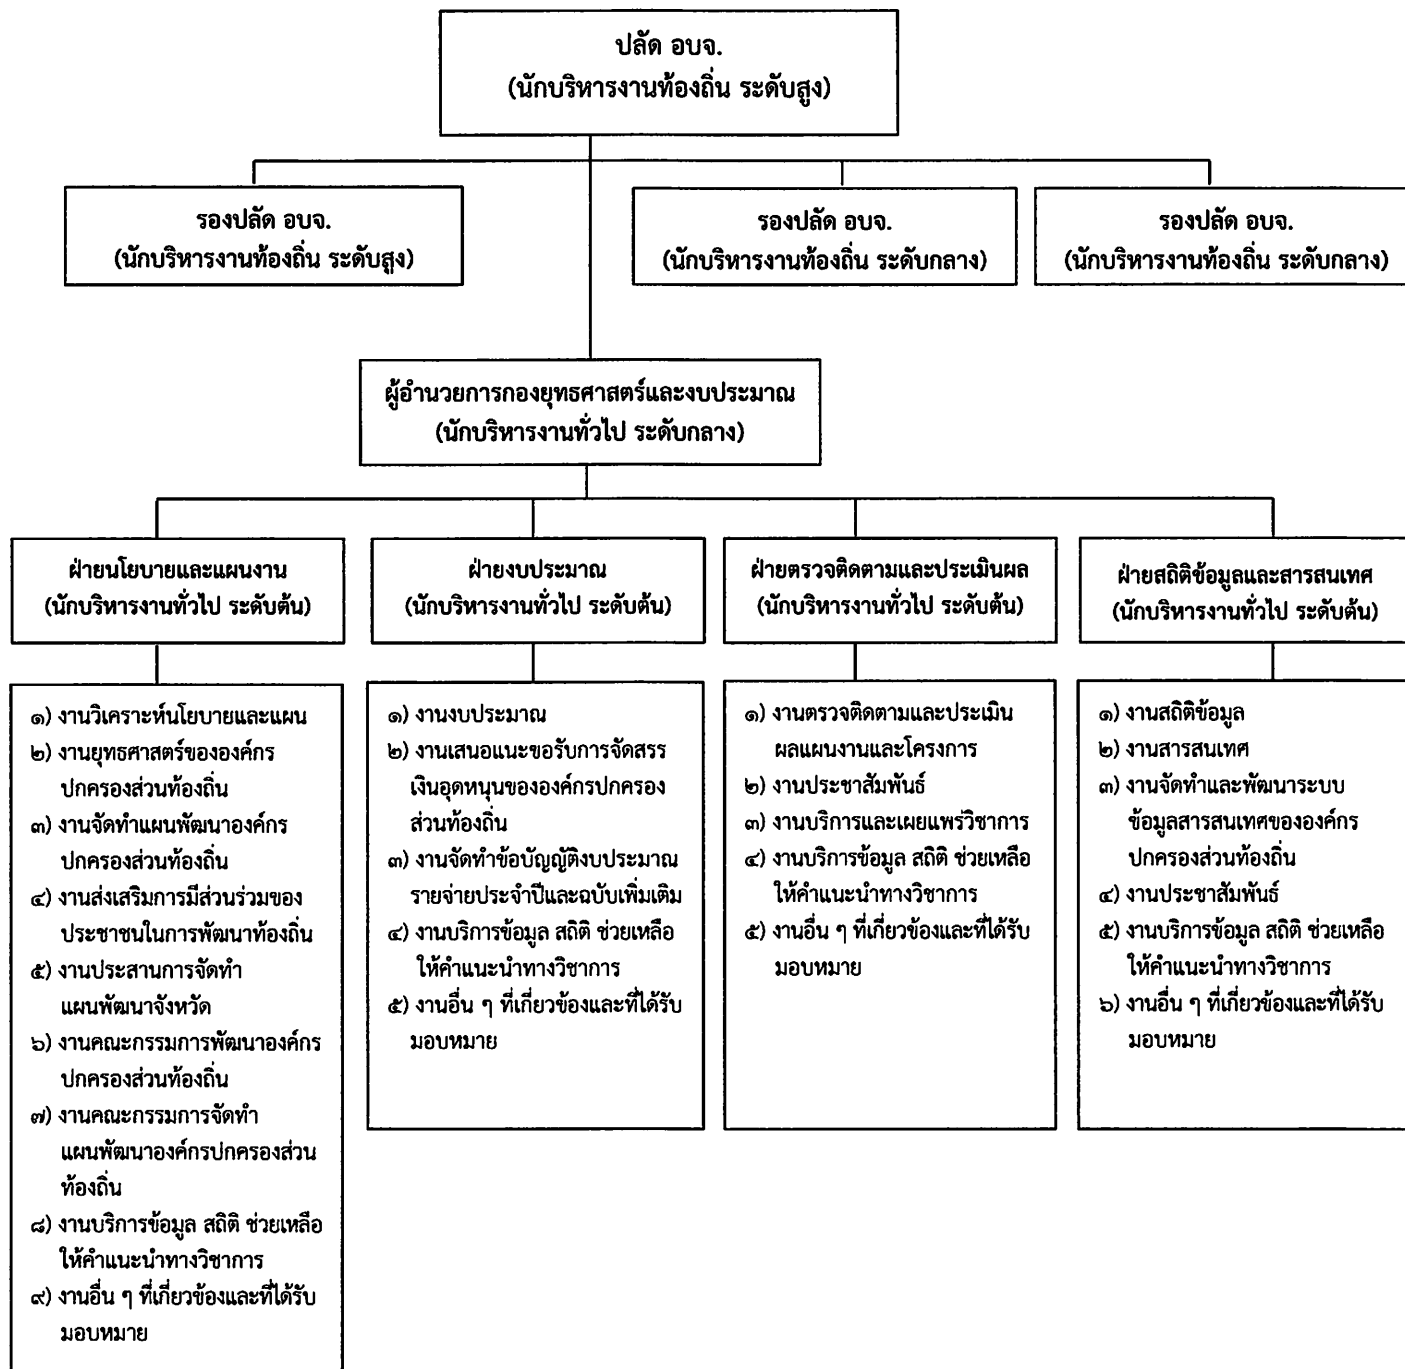 ปลัด อบจ.
(นักบริหารงานท้องถิ่น ระดับสูง)
รองปลัด อบจ.
(นักบริหารงานท้องถิ่น ระดับสูง)
รองปลัด อบจ.
(นักบริหารงานท้องถิ่น ระดับกลาง)
รองปลัด อบจ.
(นักบริหารงานท้องถิ่น ระดับกลาง)
ผู้อำนวยการกองยุทธศาสตร์และงบประมาณ
(นักบริหารงานทั่วไป ระดับกลาง)
ฝ่ายนโยบายและแผนงาน
(นักบริหารงานทั่วไป ระดับต้น)
ฝ่ายงบประมาณ
(นักบริหารงานทั่วไป ระดับต้น)
ฝ่ายตรวจติดตามและประเมินผล
(นักบริหารงานทั่วไป ระดับต้น)
ฝ่ายสถิติข้อมูลและสารสนเทศ
(นักบริหารงานทั่วไป ระดับต้น)
๑) งานวิเคราะห์นโยบายและแผน
๒) งานยุทธศาสตร์ขององค์กร
ปกครองส่วนท้องถิ่น
๓) งานจัดทำแผนพัฒนาองค์กร
ปกครองส่วนท้องถิ่น
๔) งานส่งเสริมการมีส่วนร่วมของ
ประชาชนในการพัฒนาท้องถิ่น
๕) งานประสานการจัดทำ
แผนพัฒนาจังหวัด
๖) งานคณะกรรมการพัฒนาองค์กร
ปกครองส่วนท้องถิ่น
๗) งานคณะกรรมการจัดทำ
แผนพัฒนาองค์กรปกครองส่วน
ท้องถิ่น
๘) งานบริการข้อมูล สถิติ ช่วยเหลือ
ให้คำแนะนำทางวิชาการ
๙) งานอื่น ๆ ที่เกี่ยวข้องและที่ได้รับ
มอบหมาย
๑) งานงบประมาณ
๒) งานเสนอแนะขอรับการจัดสรร
เงินอุดหนุนขององค์กรปกครอง
ส่วนท้องถิ่น
๓) งานจัดทำข้อบัญญัติงบประมาณ
รายจ่ายประจำปีและฉบับเพิ่มเติม
๔) งานบริการข้อมูล สถิติ ช่วยเหลือ
ให้คำแนะนำทางวิชาการ
๕) งานอื่น ๆ ที่เกี่ยวข้องและที่ได้รับ
มอบหมาย
๑) งานตรวจติดตามและประเมิน
ผลแผนงานและโครงการ
๒) งานประชาสัมพันธ์
๓) งานบริการและเผยแพร่วิชาการ
๔) งานบริการข้อมูล สถิติ ช่วยเหลือ
ให้คำแนะนำทางวิชาการ
๕) งานอื่น ๆ ที่เกี่ยวข้องและที่ได้รับ
มอบหมาย
๑) งานสถิติข้อมูล
๒) งานสารสนเทศ
๓) งานจัดทำและพัฒนาระบบ
ข้อมูลสารสนเทศขององค์กร
ปกครองส่วนท้องถิ่น
๔) งานประชาสัมพันธ์
๕) งานบริการข้อมูล สถิติ ช่วยเหลือ
ให้คำแนะนำทางวิชาการ
๖) งานอื่น ๆ ที่เกี่ยวข้องและที่ได้รับ
มอบหมาย